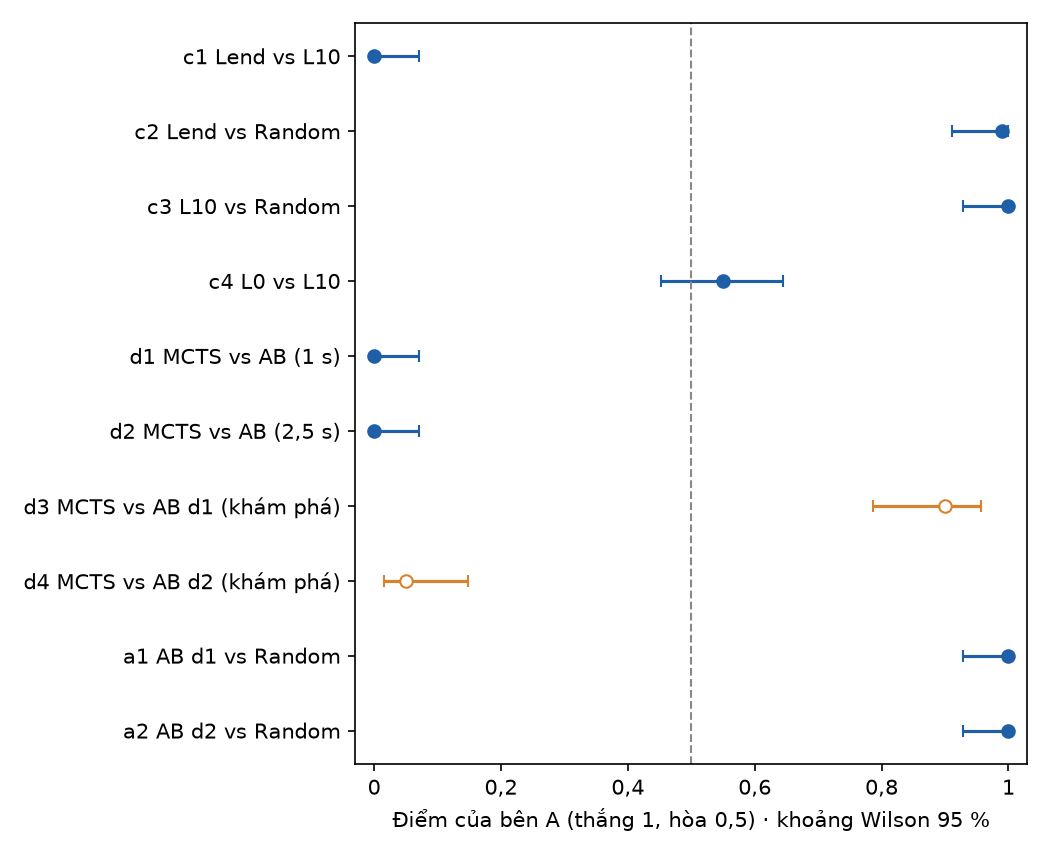 c1 Lend vs L10
c2 Lend vs Random
c3 L10 vs Random
c4 L0 vs L10
d1 MCTS vs AB (1 s)
d2 MCTS vs AB (2,5 s)
d3 MCTS vs AB d1 (khám phá)
d4 MCTS vs AB d2 (khám phá)
a1 AB d1 vs Random
a2 AB d2 vs Random
0 0,2 0,4 0,6 0,8 1
Điểm của bên A (thắng 1, hòa 0,5) · khoảng Wilson 95 %